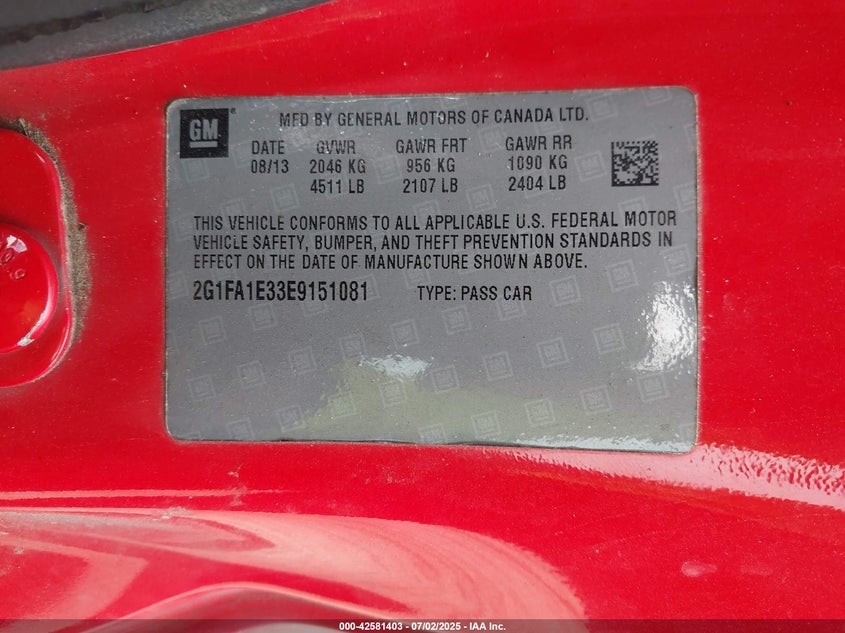 GM
MFD BY GENERAL MOTORS OF CANADA LTD.
DATE GVWR GAWR FRT GAWR RR
08/13 2046 KG 956 KG 1090 KG
4511 LB 2107 LB 2404 LB
THIS VEHICLE CONFORMS TO ALL APPLICABLE U.S. FEDERAL MOTOR
VEHICLE SAFETY, BUMPER, AND THEFT PREVENTION STANDARDS IN
EFFECT ON THE DATE OF MANUFACTURE SHOWN ABOVE.
2G1FA1E33E9151081 TYPE: PASS CAR
000-42581403 - 07/02/2025 - IAA Inc.